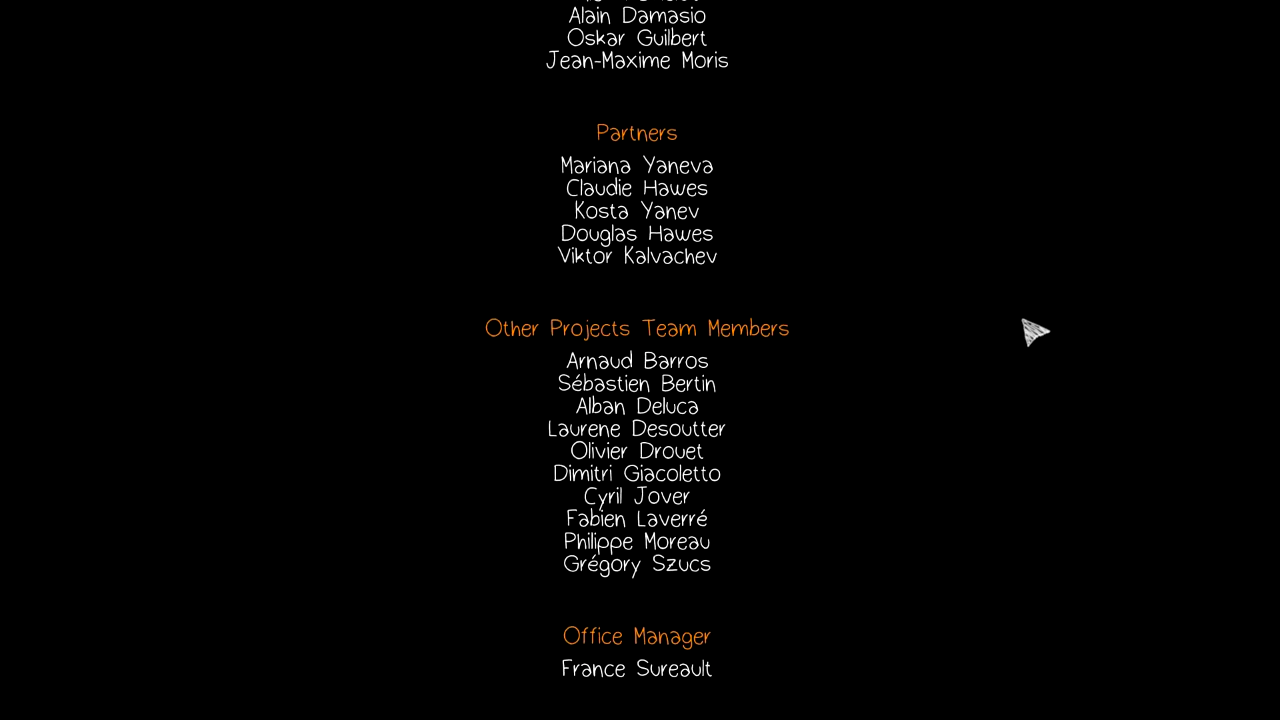 Alain Damasio
Oskar Guilbert
Jean-Maxime Moris
Partners
Mariana Yaneva
Claudie Hawes
Kosta Yanev
Douglas Hawes
Viktor Kalvachev
Other Projects Team Members
Arnaud Barros
Sébastien Bertin
Alban Deluca
Laurene Desoutter
Olivier Drouet
Dimitri Giacoletto
Cyril Jover
Fabien Laverré
Philippe Moreau
Grégory Szucs
Office Manager
France Sureault